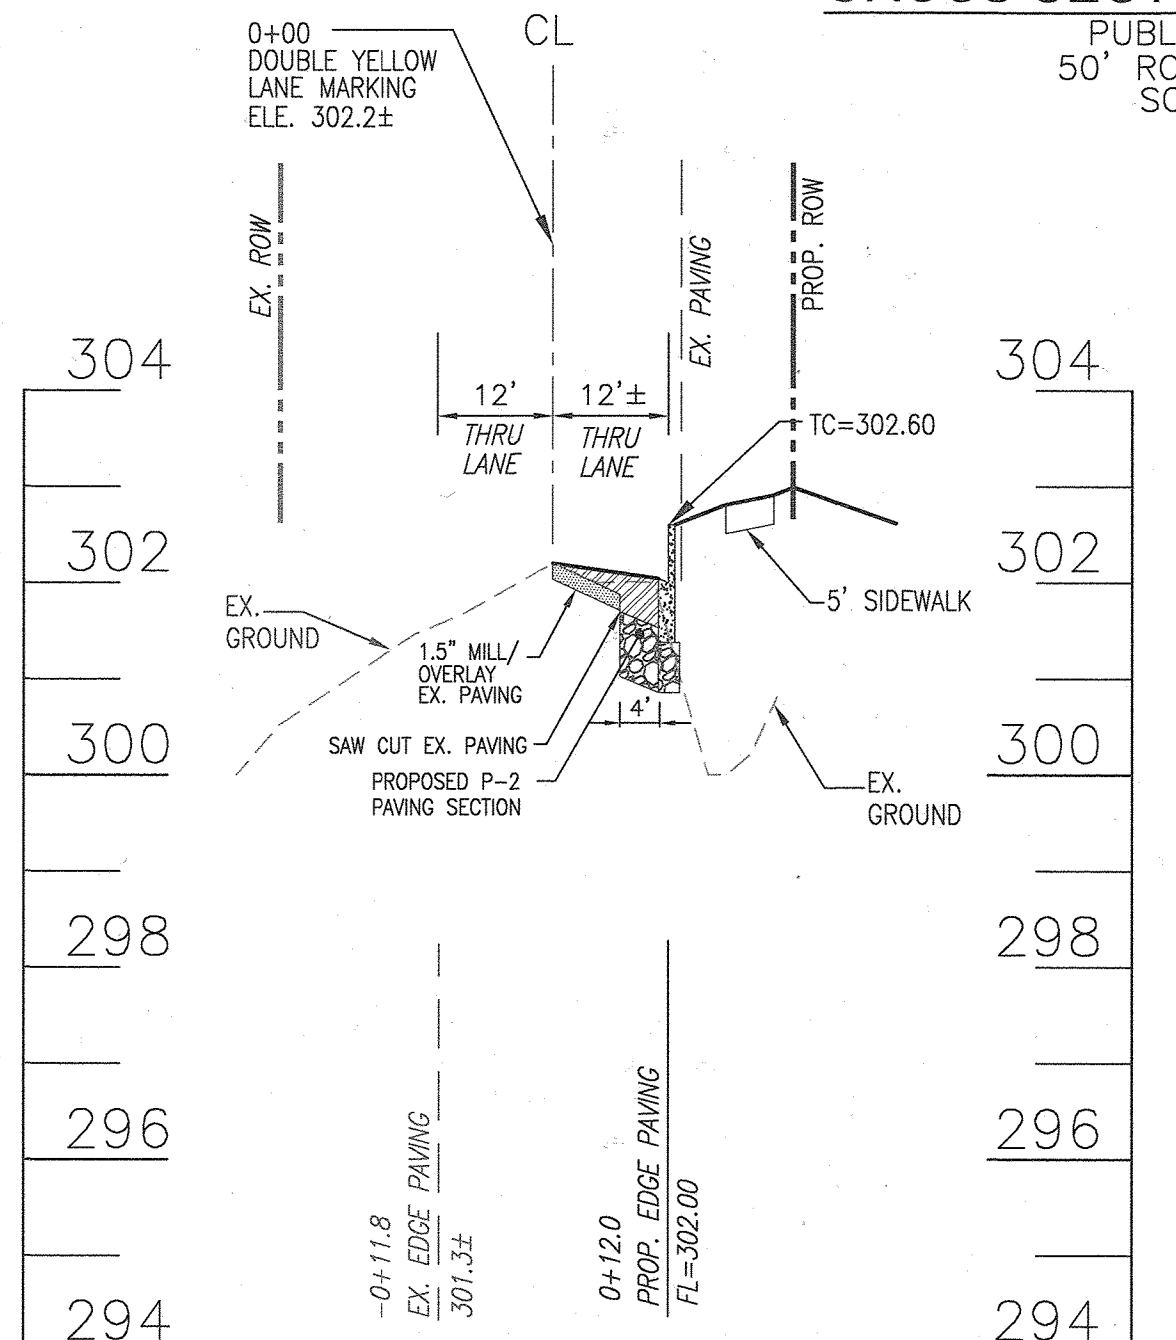 0+00
DOUBLE YELLOW
LANE MARKING
ELE. 302.2±
CL
50'
EX. ROW
EX. PAVING
PROP. ROW
304
304
12'
THRU
LANE
12'±
THRU
LANE
TC=302.60
302
302
EX.
GROUND
5' SIDEWALK
1.5" MILL/
OVERLAY
EX. PAVING
4'
SAW CUT EX. PAVING
300
300
PROPOSED P-2
PAVING SECTION
EX.
GROUND
298
298
296
296
-0+11.8
EX. EDGE PAVING
301.3±
0+12.0
PROP. EDGE PAVING
FL=302.00
294
294